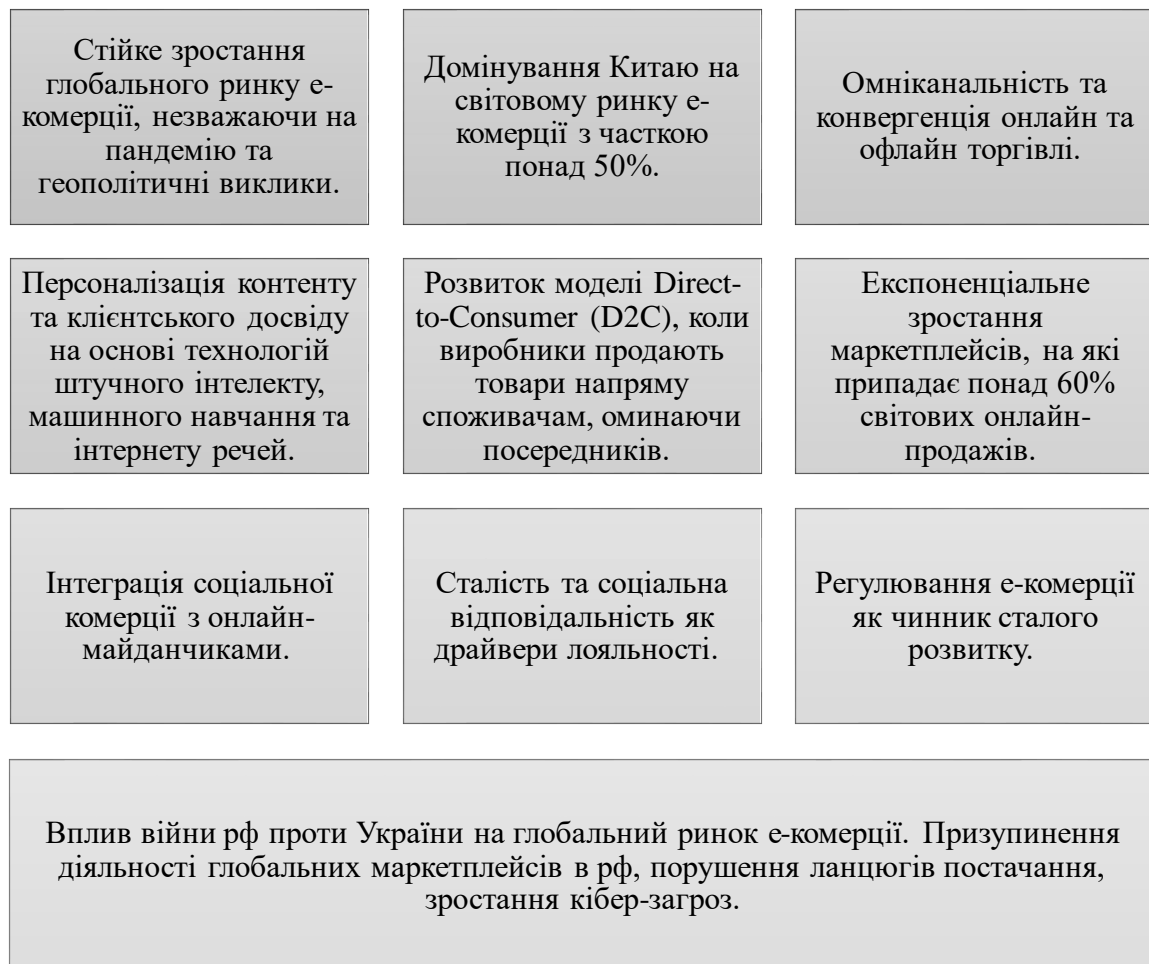 Стійке зростання
глобального ринку е-
комерції, незважаючи на
пандемію та
геополітичні виклики.
Домінування Китаю на
світовому ринку е-
комерції з часткою
понад 50%.
Омніканальність та
конвергенція онлайн та
офлайн торгівлі.
Персоналізація контенту
та клієнтського досвіду
на основі технологій
штучного інтелекту,
машинного навчання та
інтернету речей.
Розвиток моделі Direct-
to-Consumer (D2C), коли
виробники продають
товари напряму
споживачам, оминаючи
посередників.
Експоненціальне
зростання
маркетплейсів, на які
припадає понад 60%
світових онлайн-
продажів.
Інтеграція соціальної
комерції з онлайн-
майданчиками.
Сталість та соціальна
відповідальність як
драйвери лояльності.
Регулювання е-комерції
як чинник сталого
розвитку.
Вплив війни рф проти України на глобальний ринок е-комерції. Призупинення
діяльності глобальних маркетплейсів в рф, порушення ланцюгів постачання,
зростання кібер-загроз.